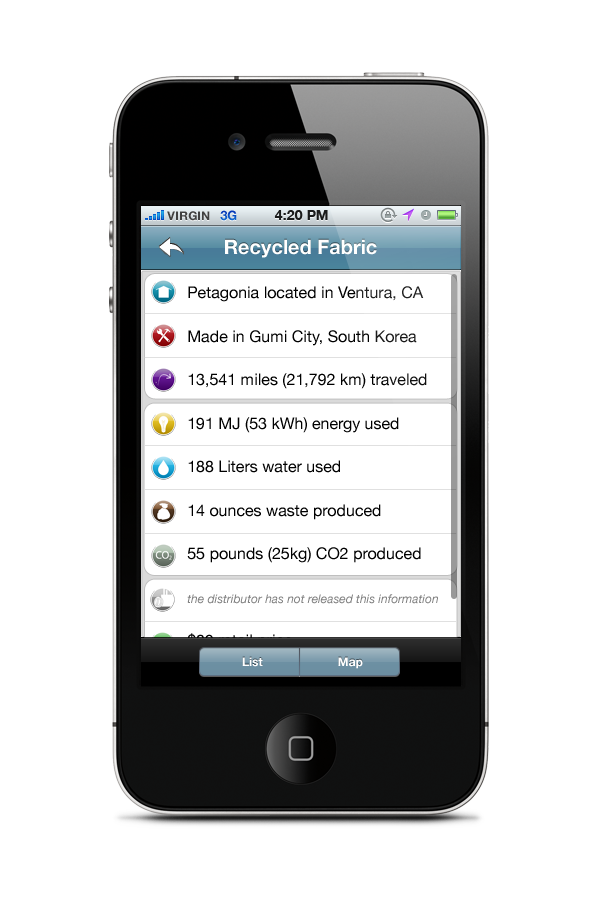 VIRGIN 3G 4:20 PM
Recycled Fabric
Petagonia located in Ventura, CA
Made in Gumi City, South Korea
13,541 miles (21,792 km) traveled
191 MJ (53 kWh) energy used
188 Liters water used
14 ounces waste produced
CO2
55 pounds (25kg) CO2 produced
the distributor has not released this information
List Map